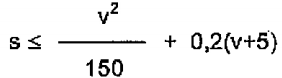 s ≤ v² / 150 + 0,2(v+5)